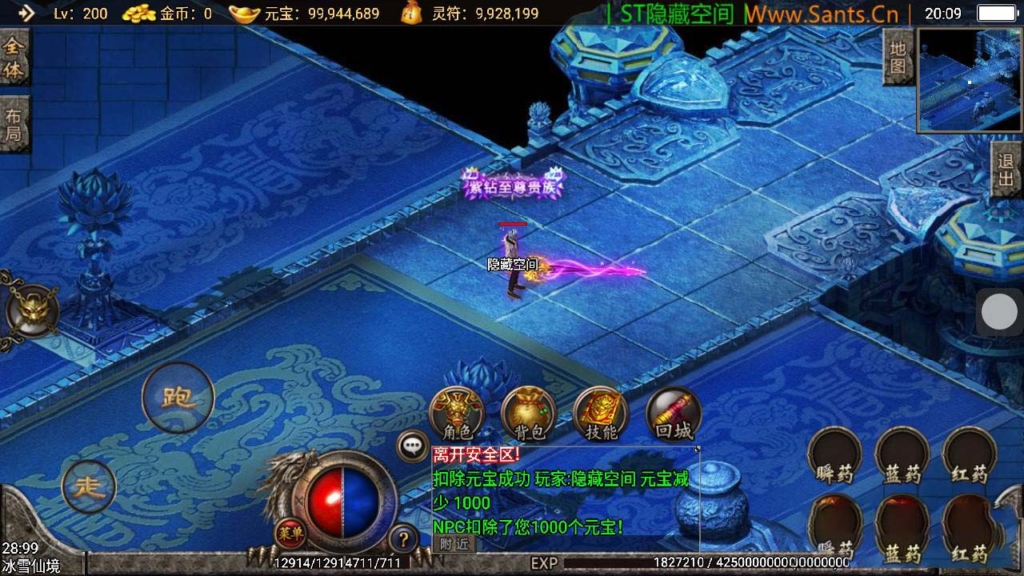 Lv：200 金币：0 元宝：99,944,689 灵符：9,928,199 | ST隐藏空间 | Www.Sants.Cn | 20:09
全体
地图
布局
退出
紫钻至尊贵族
隐藏空间
跑
角色 背包 技能 回城
离开安全区！
扣除元宝成功 玩家:隐藏空间 元宝减
少 1000
NPC扣除了您1000个元宝！
附近
走
瞬药 蓝药 红药
菜单 ?
瞬药 蓝药 红药
28:99
冰雪仙境
12914/12914711/711 EXP